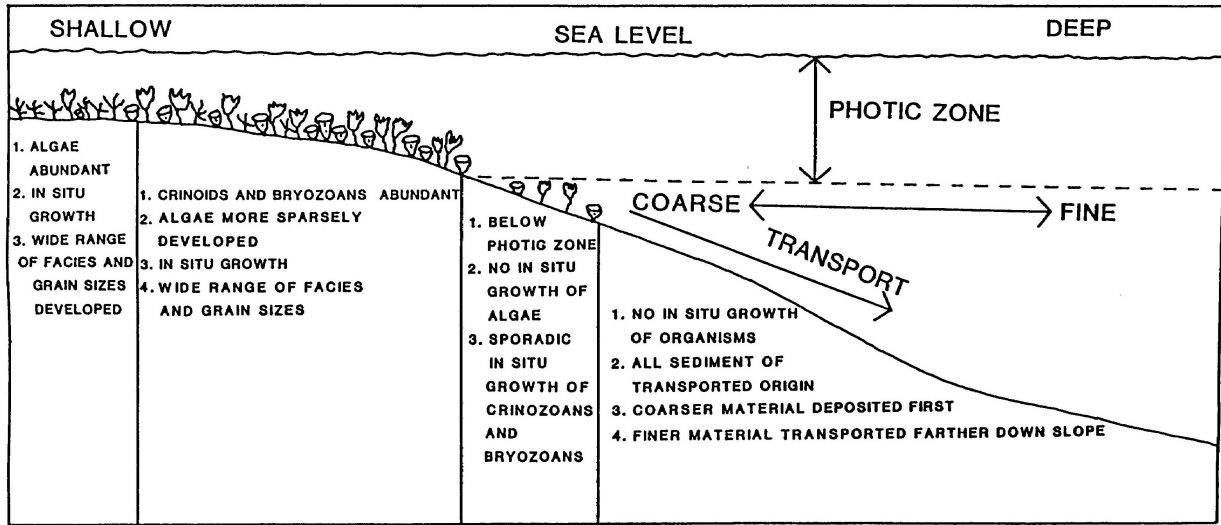 SHALLOW
SEA LEVEL
DEEP
PHOTIC ZONE
COARSE
FINE
TRANSPORT
1. ALGAE
ABUNDANT
2. IN SITU
GROWTH
3. WIDE RANGE
OF FACIES AND
GRAIN SIZES
DEVELOPED
1. CRINOIDS AND BRYOZOANS ABUNDANT
2. ALGAE MORE SPARSELY
DEVELOPED
3. IN SITU GROWTH
4. WIDE RANGE OF FACIES
AND GRAIN SIZES
1. BELOW
PHOTIC ZONE
2. NO IN SITU
GROWTH OF
ALGAE
3. SPORADIC
IN SITU
GROWTH OF
CRINOZOANS
AND
BRYOZOANS
1. NO IN SITU GROWTH
OF ORGANISMS
2. ALL SEDIMENT OF
TRANSPORTED ORIGIN
3. COARSER MATERIAL DEPOSITED FIRST
4. FINER MATERIAL TRANSPORTED FARTHER DOWN SLOPE